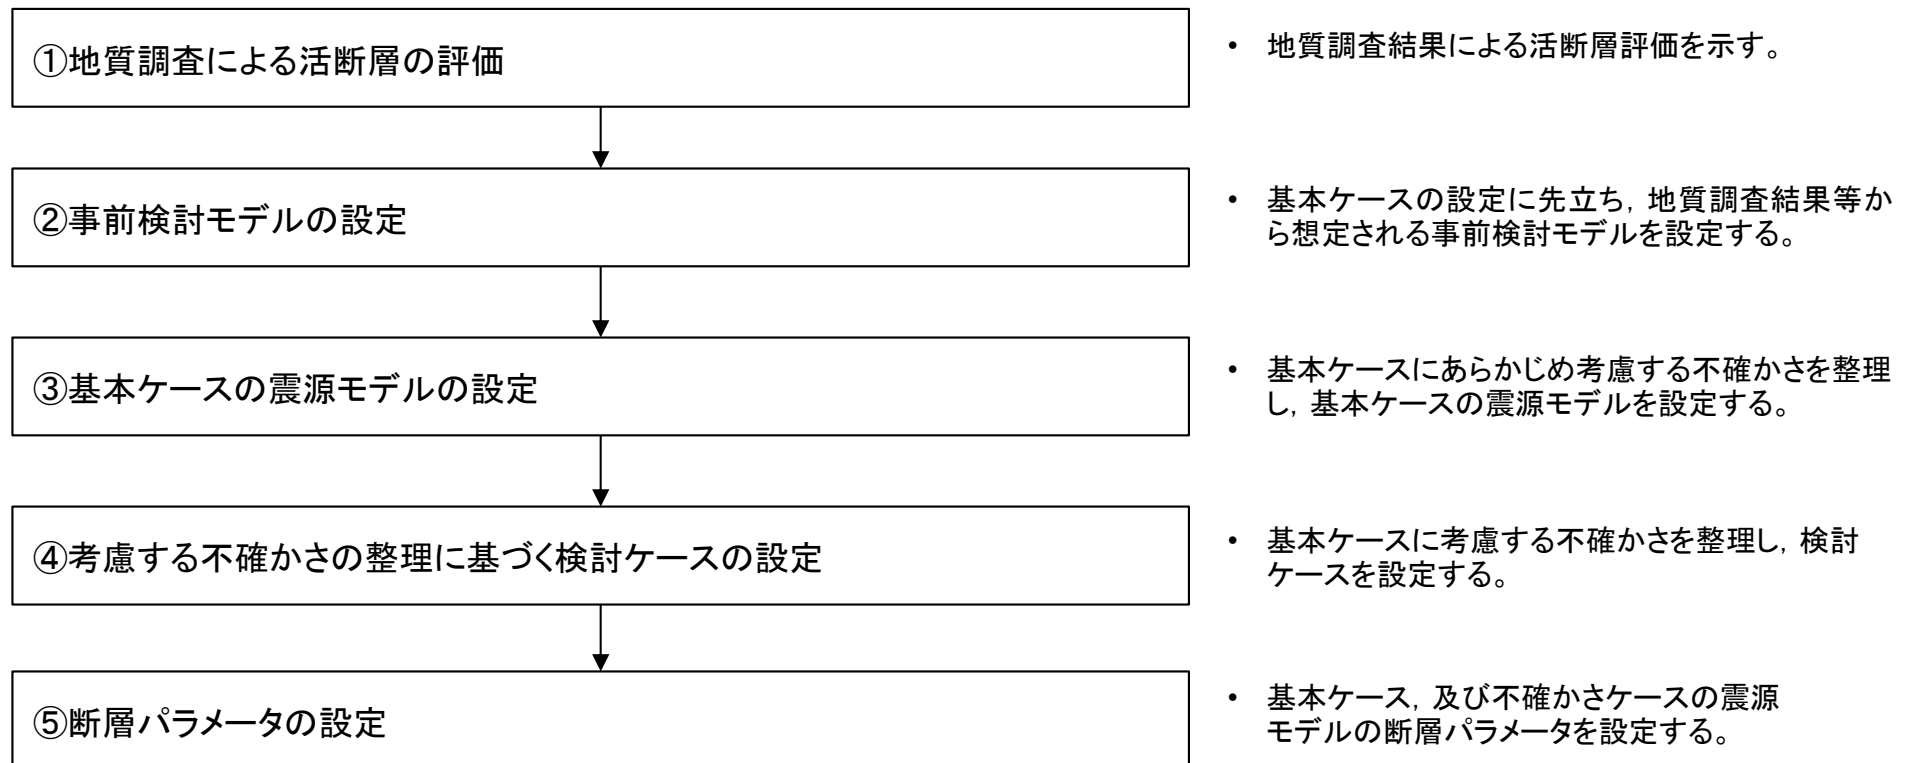 ①地質調査による活断層の評価
• 地質調査結果による活断層評価を示す。
②事前検討モデルの設定
• 基本ケースの設定に先立ち，地質調査結果等か
ら想定される事前検討モデルを設定する。
③基本ケースの震源モデルの設定
• 基本ケースにあらかじめ考慮する不確かさを整理
し，基本ケースの震源モデルを設定する。
④考慮する不確かさの整理に基づく検討ケースの設定
• 基本ケースに考慮する不確かさを整理し，検討
ケースを設定する。
⑤断層パラメータの設定
• 基本ケース，及び不確かさケースの震源
モデルの断層パラメータを設定する。